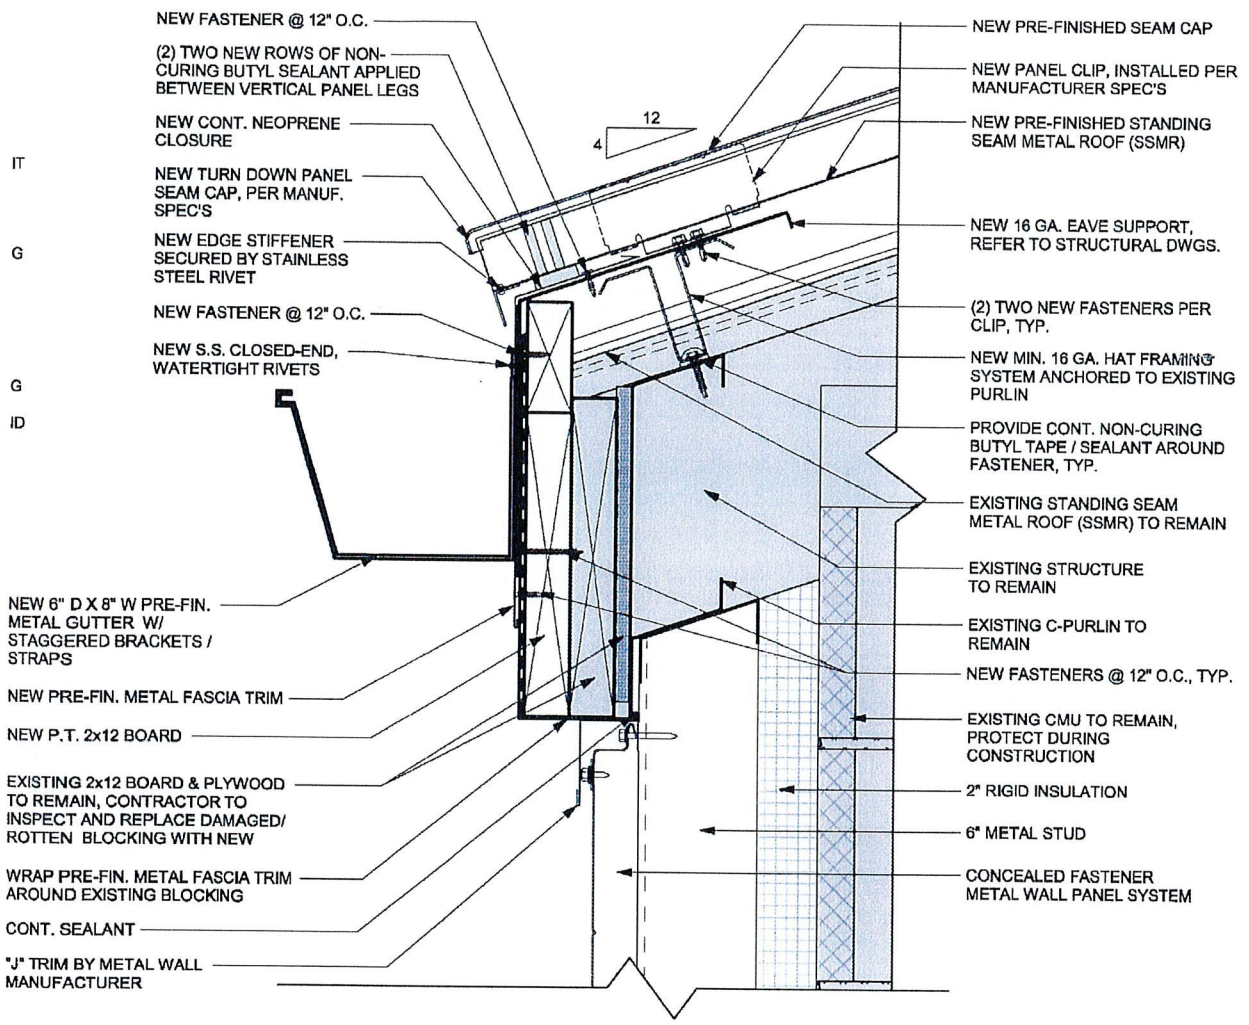 NEW FASTENER @ 12" O.C.
(2) TWO NEW ROWS OF NON-
CURING BUTYL SEALANT APPLIED
BETWEEN VERTICAL PANEL LEGS
NEW CONT. NEOPRENE
CLOSURE
NEW TURN DOWN PANEL
SEAM CAP, PER MANUF.
SPEC'S
NEW EDGE STIFFENER
SECURED BY STAINLESS
STEEL RIVET
NEW FASTENER @ 12" O.C.
NEW S.S. CLOSED-END,
WATERTIGHT RIVETS
IT
G
G
ID
NEW 6" D X 8" W PRE-FIN.
METAL GUTTER W/
STAGGERED BRACKETS /
STRAPS
NEW PRE-FIN. METAL FASCIA TRIM
NEW P.T. 2x12 BOARD
EXISTING 2x12 BOARD & PLYWOOD
TO REMAIN, CONTRACTOR TO
INSPECT AND REPLACE DAMAGED/
ROTTEN BLOCKING WITH NEW
WRAP PRE-FIN. METAL FASCIA TRIM
AROUND EXISTING BLOCKING
CONT. SEALANT
"J" TRIM BY METAL WALL
MANUFACTURER
12
4
NEW PRE-FINISHED SEAM CAP
NEW PANEL CLIP, INSTALLED PER
MANUFACTURER SPEC'S
NEW PRE-FINISHED STANDING
SEAM METAL ROOF (SSMR)
NEW 16 GA. EAVE SUPPORT,
REFER TO STRUCTURAL DWGS.
(2) TWO NEW FASTENERS PER
CLIP, TYP.
NEW MIN. 16 GA. HAT FRAMING
SYSTEM ANCHORED TO EXISTING
PURLIN
PROVIDE CONT. NON-CURING
BUTYL TAPE / SEALANT AROUND
FASTENER, TYP.
EXISTING STANDING SEAM
METAL ROOF (SSMR) TO REMAIN
EXISTING STRUCTURE
TO REMAIN
EXISTING C-PURLIN TO
REMAIN
NEW FASTENERS @ 12" O.C., TYP.
EXISTING CMU TO REMAIN,
PROTECT DURING
CONSTRUCTION
2" RIGID INSULATION
6" METAL STUD
CONCEALED FASTENER
METAL WALL PANEL SYSTEM